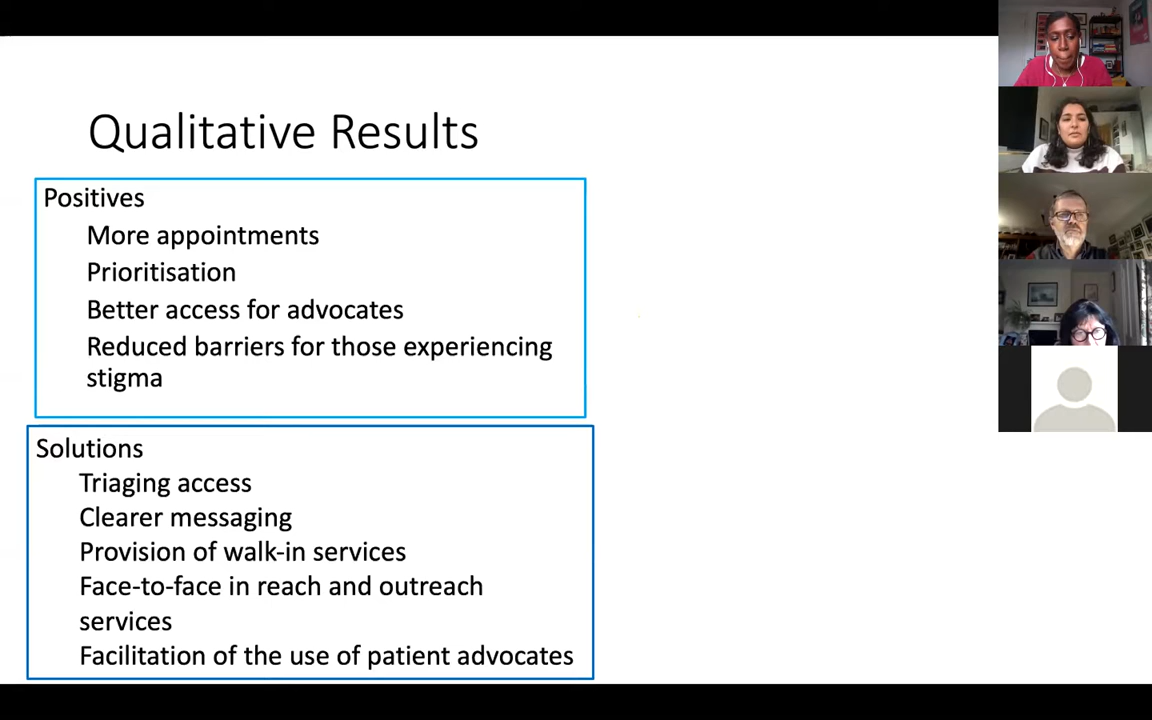 Qualitative Results
Positives
More appointments
Prioritisation
Better access for advocates
Reduced barriers for those experiencing
stigma
Solutions
Triaging access
Clearer messaging
Provision of walk-in services
Face-to-face in reach and outreach
services
Facilitation of the use of patient advocates